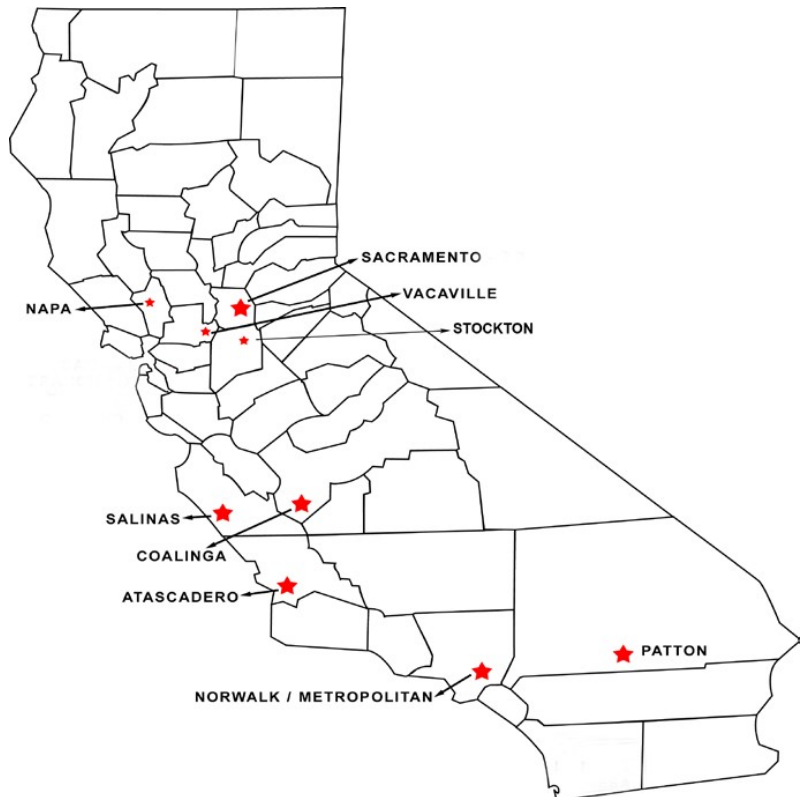 SACRAMENTO
VACAVILLE
NAPA
STOCKTON
SALINAS
COALINGA
ATASCADERO
PATTON
NORWALK / METROPOLITAN